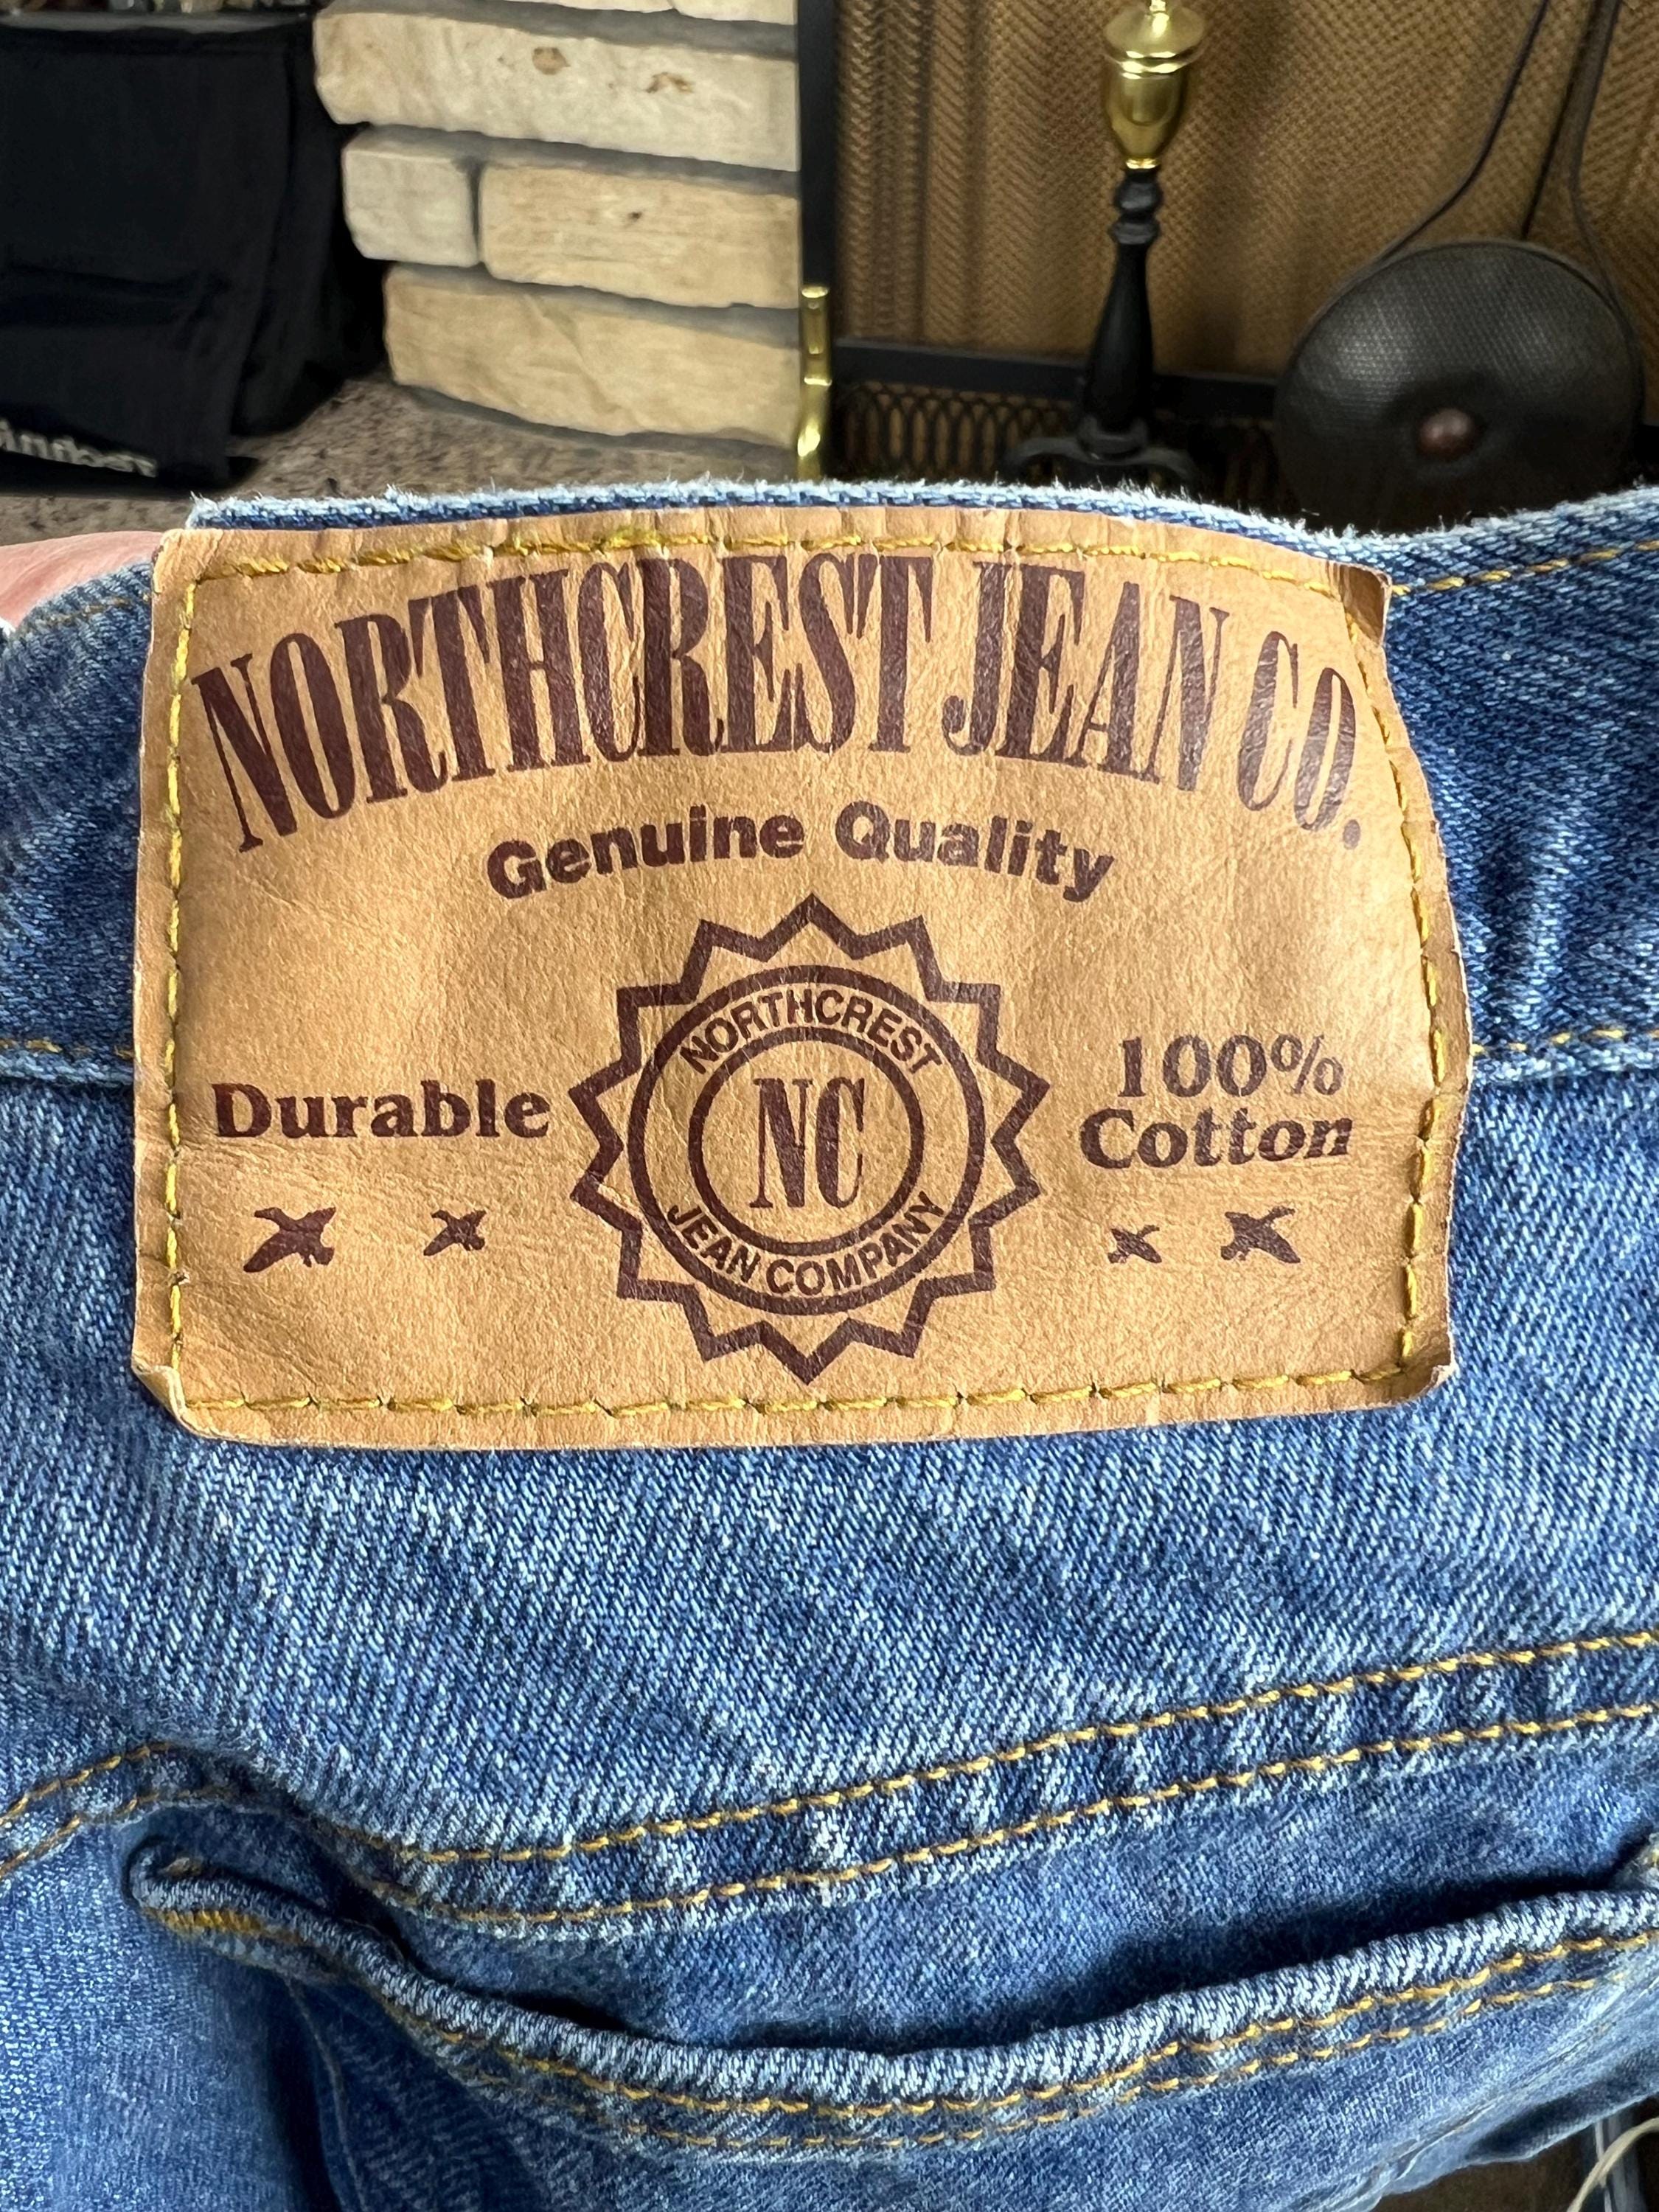 NORTHCREST JEAN CO.
Genuine Quality
NORTHCREST
NC
JEAN COMPANY
Durable
100%
Cotton